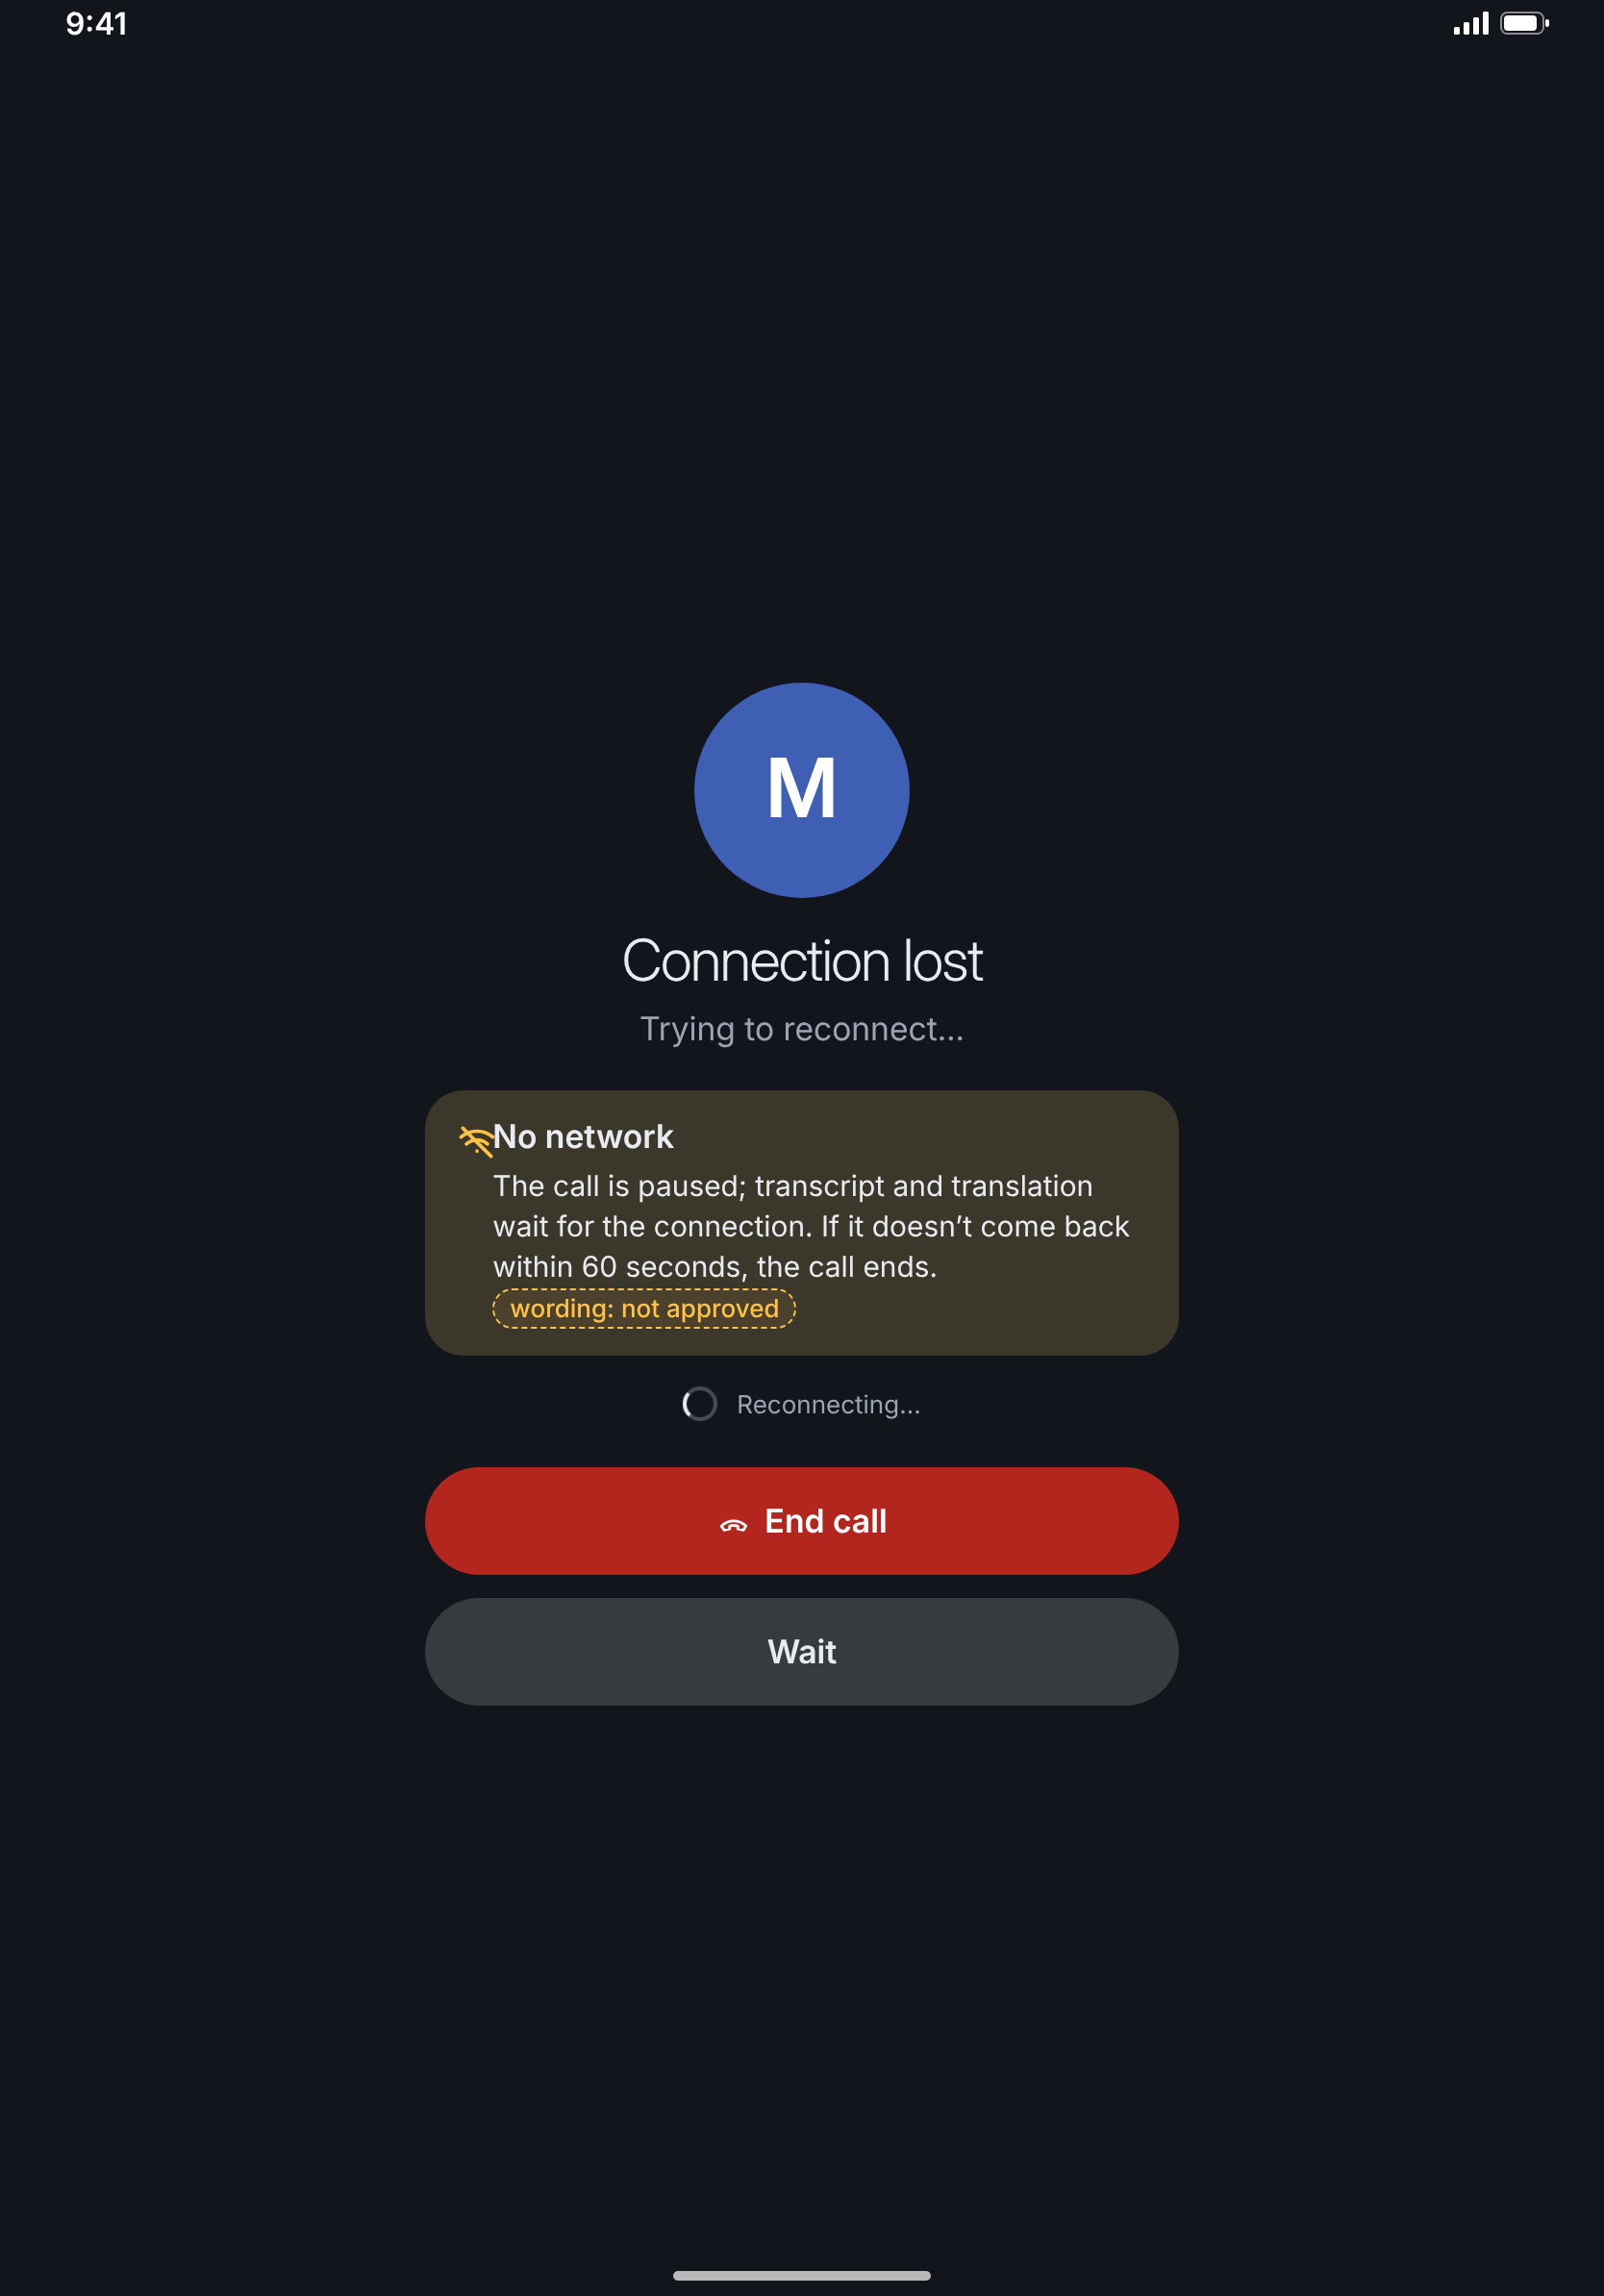 9:41
M
Connection lost
Trying to reconnect…
No network
The call is paused; transcript and translation
wait for the connection. If it doesn’t come back
within 60 seconds, the call ends.
wording: not approved
Reconnecting…
End call
Wait